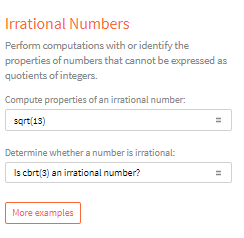 Irrational Numbers
Perform computations with or identify the
properties of numbers that cannot be expressed as
quotients of integers.
Compute properties of an irrational number:
sqrt(13) =
Determine whether a number is irrational:
Is cbrt(3) an irrational number? =
More examples